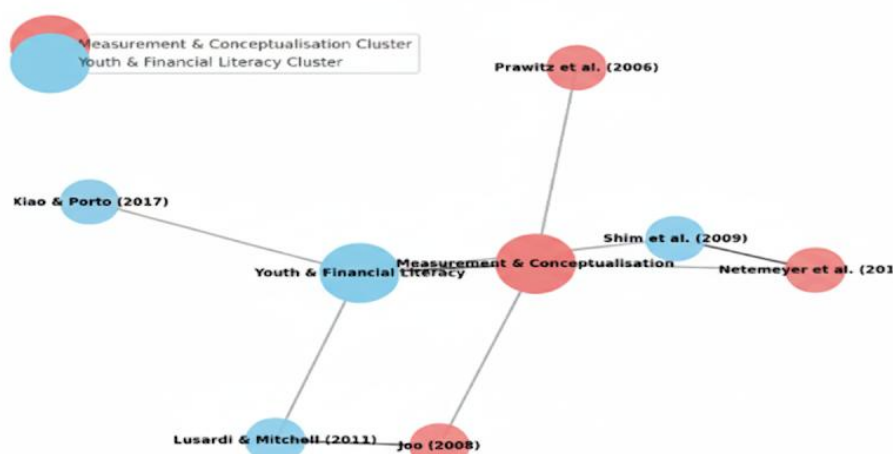 Measurement & Conceptualisation Cluster
Youth & Financial Literacy Cluster
Prawitz et al. (2006)
Xiao & Porto (2017)
Shim et al. (2009)
Measurement & Conceptualisation
Youth & Financial Literacy
Netemeyer et al. (201
Lusardi & Mitchell (2011)
Joo (2008)